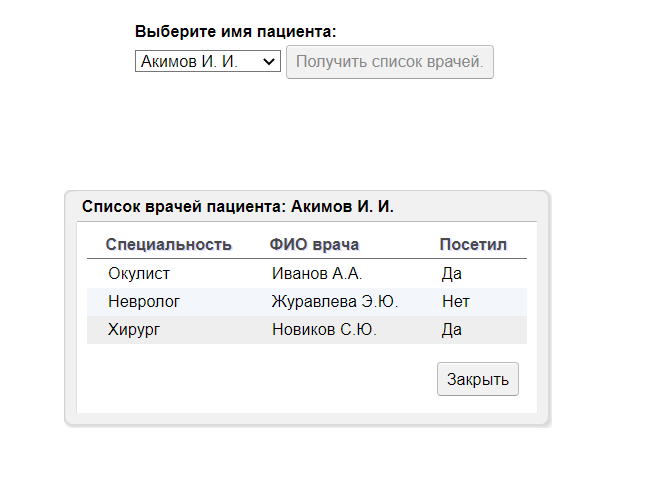 Выберите имя пациента:
Акимов И. И. Получить список врачей.
Список врачей пациента: Акимов И. И.
Специальность ФИО врача Посетил
Окулист Иванов А.А. Да
Невролог Журавлева Э.Ю. Нет
Хирург Новиков С.Ю. Да
Закрыть